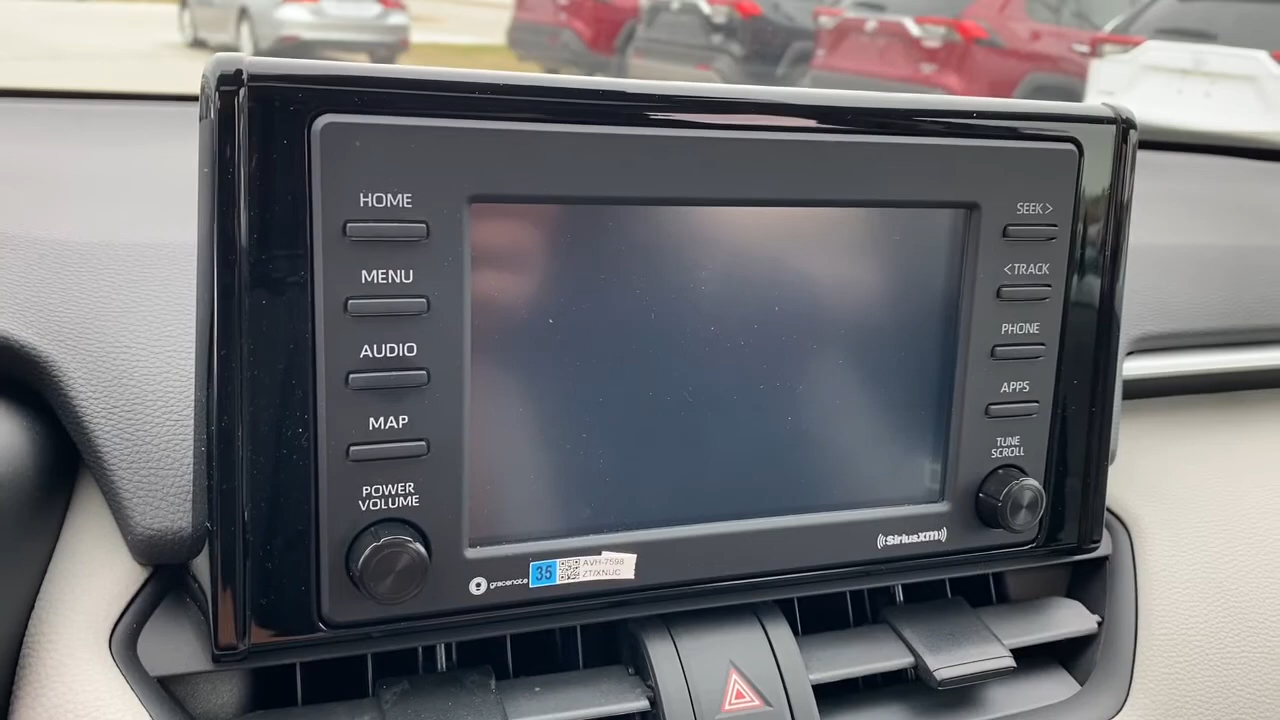 HOME
MENU
AUDIO
MAP
POWER
VOLUME
SEEK>
<TRACK
PHONE
APPS
TUNE
SCROLL
gracenote
35
AVH-7598
ZT/XNUC
((SiriusXM))